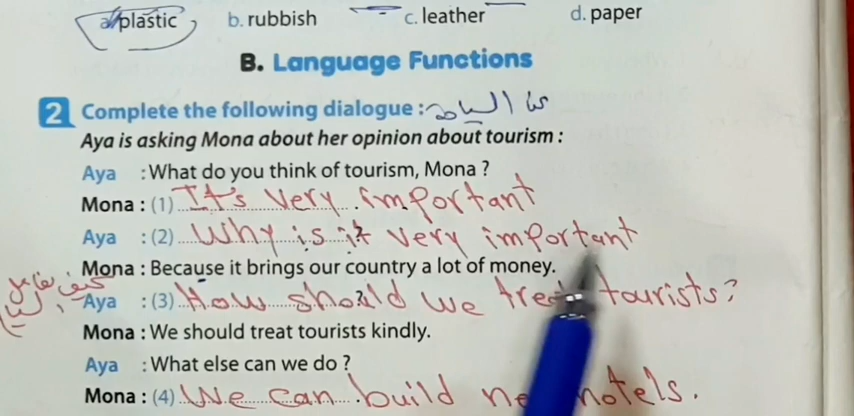 a. plastic b. rubbish c. leather d. paper
B. Language Functions
2 Complete the following dialogue :
Aya is asking Mona about her opinion about tourism :
Aya : What do you think of tourism, Mona ?
Mona : (1) It's very important
Aya : (2) Why is it very important ?
Mona : Because it brings our country a lot of money.
Aya : (3) How should we treat tourists? ?
Mona : We should treat tourists kindly.
Aya : What else can we do ?
Mona : (4) We can build new hotels.